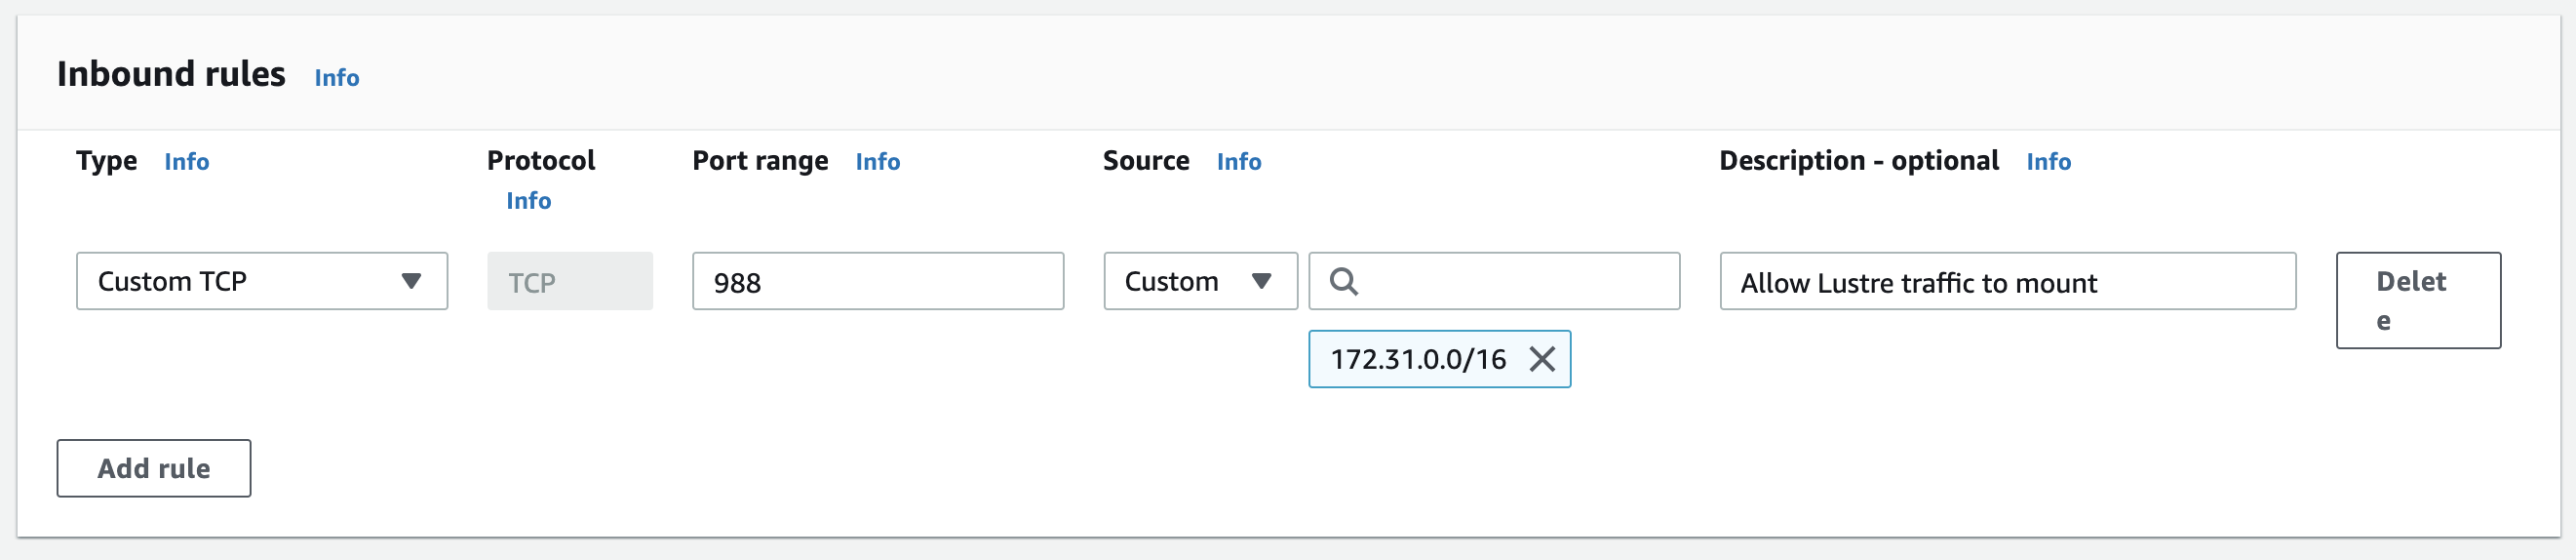 Inbound rules Info
Type Info Protocol Port range Info Source Info Description - optional Info
Info
Custom TCP TCP 988 Custom Allow Lustre traffic to mount Delet
e
172.31.0.0/16
Add rule